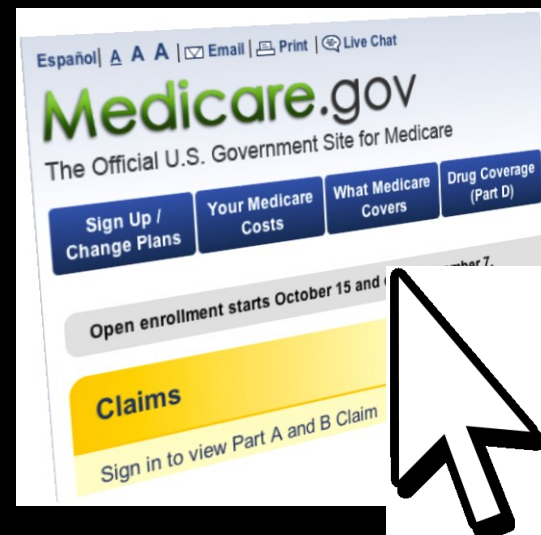 Español| A A A | Email | Print | Live Chat
Medicare.gov
The Official U.S. Government Site for Medicare
Sign Up /
Change Plans
Your Medicare
Costs
What Medicare
Covers
Drug Coverage
(Part D)
Open enrollment starts October 15 and
7.
Claims
Sign in to view Part A and B Claim